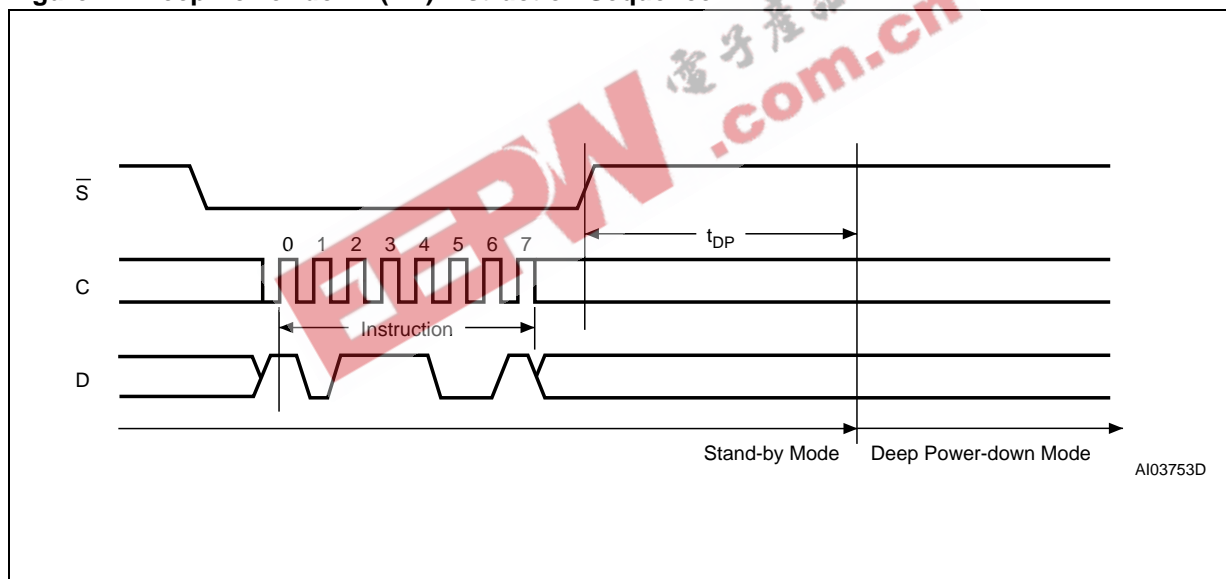 S
0 1 2 3 4 5 6 7
tDP
C
Instruction
D
Stand-by Mode Deep Power-down Mode
AI03753D
EEPW
.com.cn